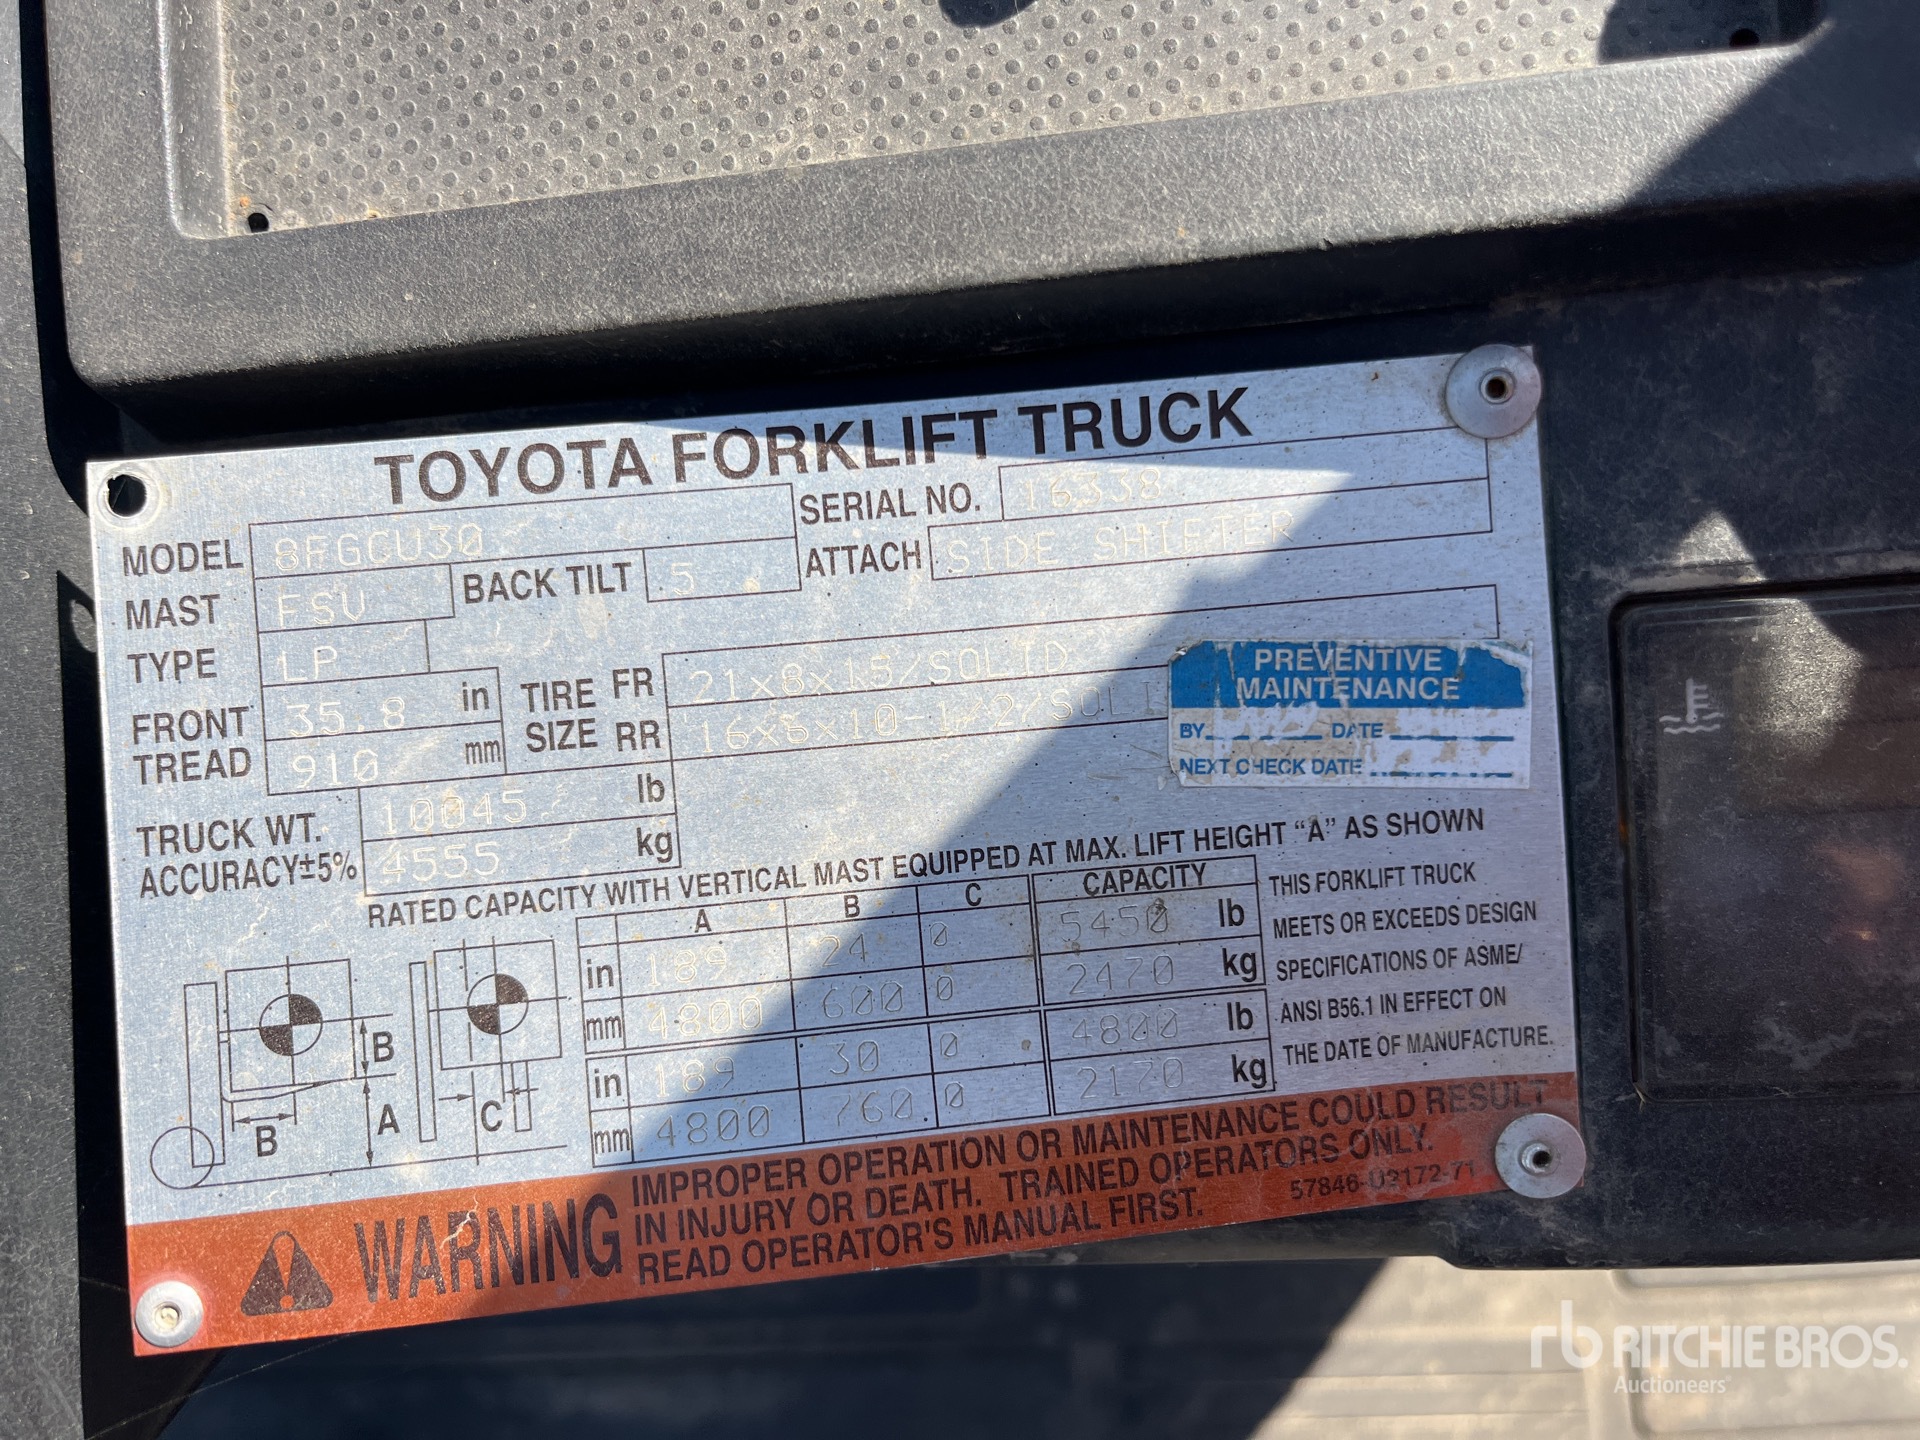 TOYOTA FORKLIFT TRUCK
MODEL 8FGCU30 SERIAL NO. 16338
MAST FSV BACK TILT 5 ATTACH SIDE SHIFTER
TYPE LP
FRONT TREAD 35.8 in 910 mm
TIRE SIZE FR 21x8x15/SOLID
RR 16x6x10-1/2/SOLI
TRUCK WT. 10045 lb
ACCURACY±5% 4555 kg
PREVENTIVE
MAINTENANCE
BY DATE
NEXT CHECK DATE
RATED CAPACITY WITH VERTICAL MAST EQUIPPED AT MAX. LIFT HEIGHT "A" AS SHOWN
A B C CAPACITY
in 189 24 0 5450 lb
mm 4800 600 0 2470 kg
in 189 30 0 4800 lb
mm 4800 760 0 2170 kg
B
A
B
C
THIS FORKLIFT TRUCK
MEETS OR EXCEEDS DESIGN
SPECIFICATIONS OF ASME/
ANSI B56.1 IN EFFECT ON
THE DATE OF MANUFACTURE.
WARNING
IMPROPER OPERATION OR MAINTENANCE COULD RESULT
IN INJURY OR DEATH. TRAINED OPERATORS ONLY.
READ OPERATOR'S MANUAL FIRST.
57846-U3172-71
rb RITCHIE BROS.
Auctioneers